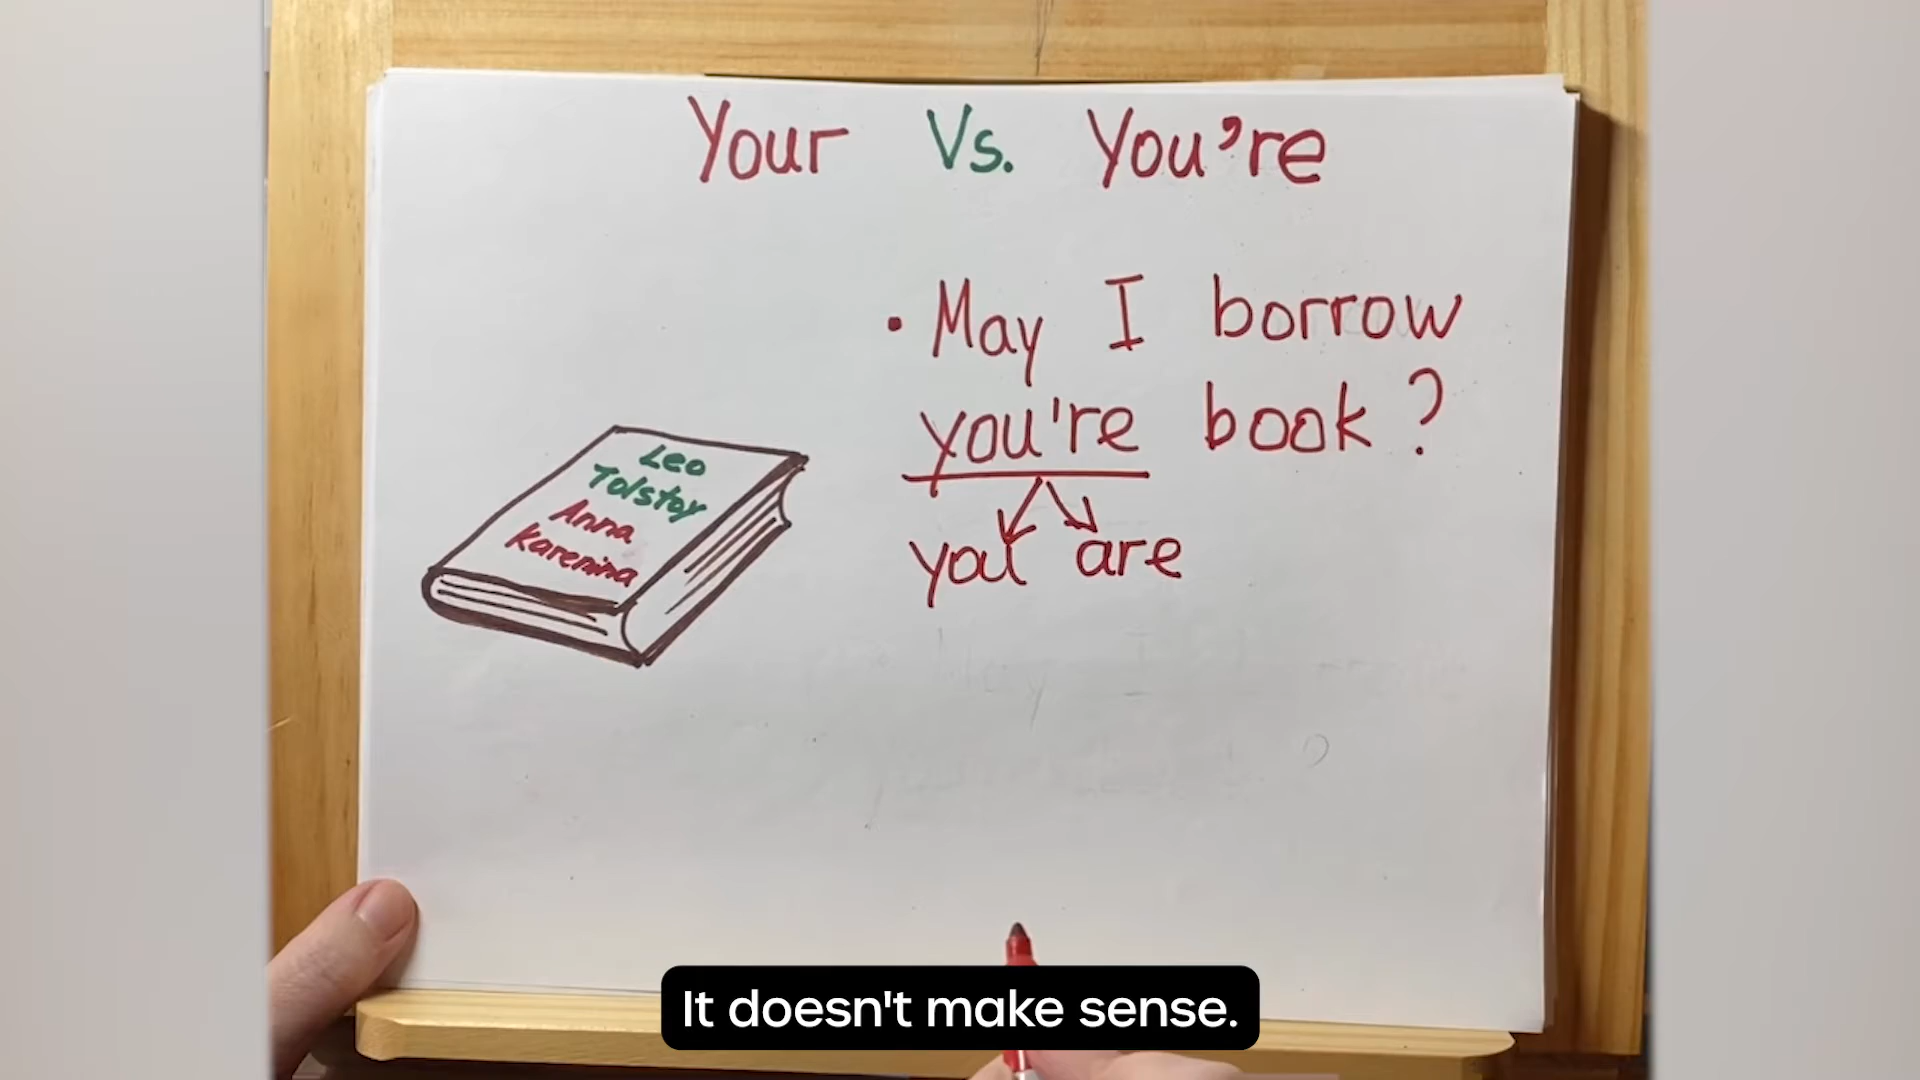 Your Vs. You're
• May I borrow
you're book?
you are
Leo
Tolstoy
Anna
Karenina
It doesn't make sense.